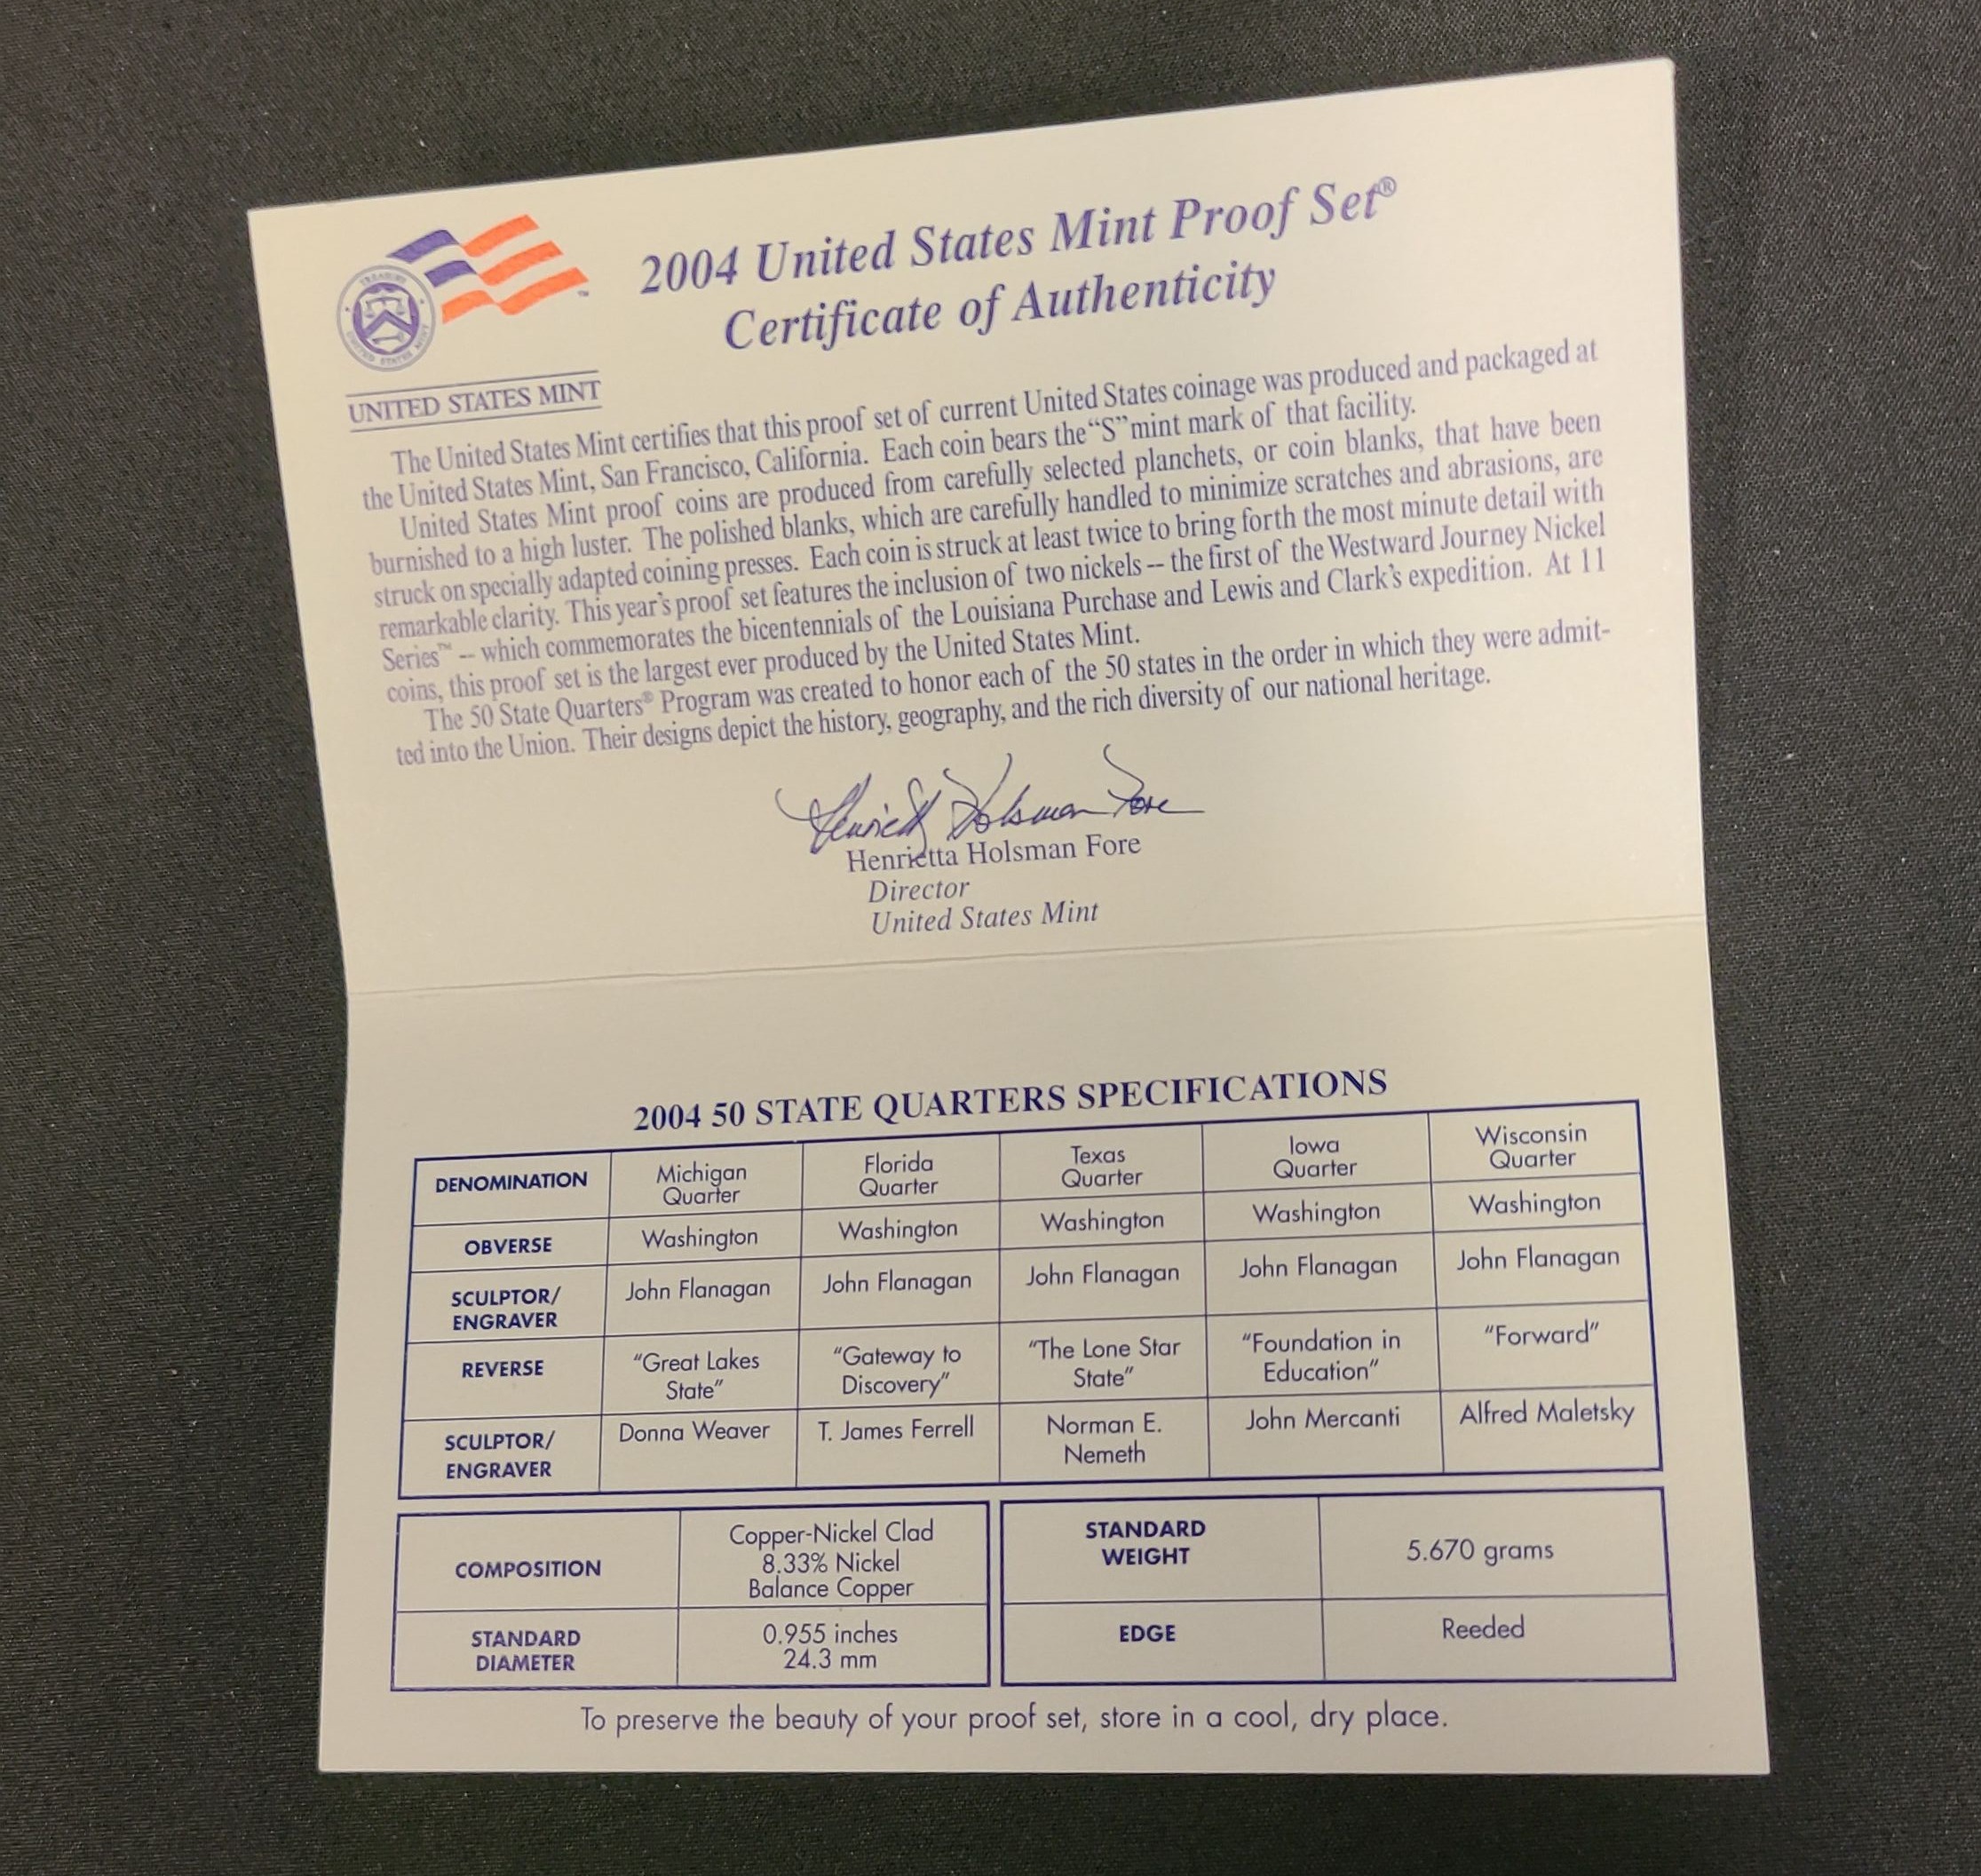 2004 United States Mint Proof Set®
Certificate of Authenticity
TREASURY
UNITED STATES MINT
™
UNITED STATES MINT
The United States Mint certifies that this proof set of current United States coinage was produced and packaged at
the United States Mint, San Francisco, California. Each coin bears the “S” mint mark of that facility.
United States Mint proof coins are produced from carefully selected planchets, or coin blanks, that have been
burnished to a high luster. The polished blanks, which are carefully handled to minimize scratches and abrasions, are
struck on specially adapted coining presses. Each coin is struck at least twice to bring forth the most minute detail with
remarkable clarity. This year’s proof set features the inclusion of two nickels -- the first of the Westward Journey Nickel
Series™ -- which commemorates the bicentennials of the Louisiana Purchase and Lewis and Clark’s expedition. At 11
coins, this proof set is the largest ever produced by the United States Mint.
The 50 State Quarters® Program was created to honor each of the 50 states in the order in which they were admit-
ted into the Union. Their designs depict the history, geography, and the rich diversity of our national heritage.
Henrietta Holsman Fore
Henrietta Holsman Fore
Director
United States Mint
2004 50 STATE QUARTERS SPECIFICATIONS
DENOMINATION Michigan Quarter Florida Quarter Texas Quarter Iowa Quarter Wisconsin Quarter
OBVERSE Washington Washington Washington Washington Washington
SCULPTOR/ ENGRAVER John Flanagan John Flanagan John Flanagan John Flanagan John Flanagan
REVERSE “Great Lakes State” “Gateway to Discovery” “The Lone Star State” “Foundation in Education” “Forward”
SCULPTOR/ ENGRAVER Donna Weaver T. James Ferrell Norman E. Nemeth John Mercanti Alfred Maletsky
COMPOSITION Copper-Nickel Clad 8.33% Nickel Balance Copper
STANDARD DIAMETER 0.955 inches 24.3 mm
STANDARD WEIGHT 5.670 grams
EDGE Reeded
To preserve the beauty of your proof set, store in a cool, dry place.